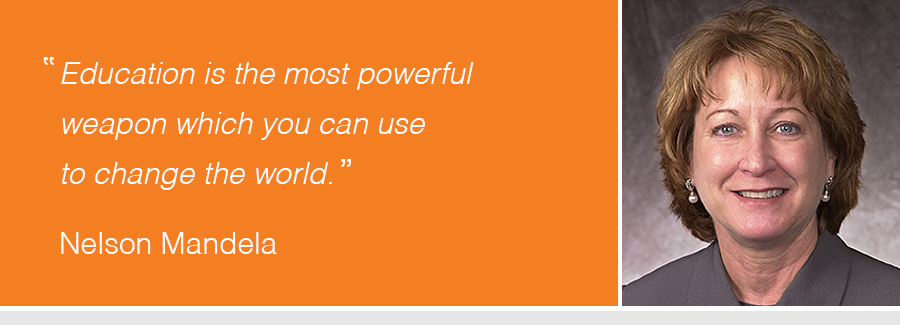 “Education is the most powerful
weapon which you can use
to change the world.”
Nelson Mandela